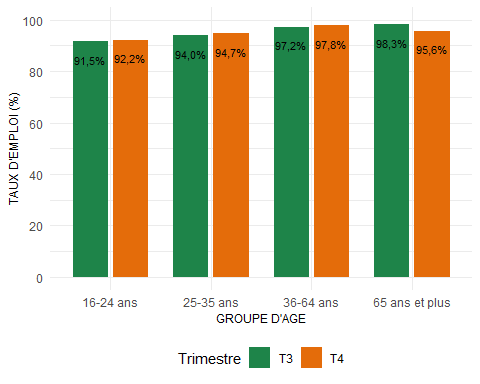 TAUX D'EMPLOI (%)
100
80
60
40
20
0
91,5%
92,2%
94,0%
94,7%
97,2%
97,8%
98,3%
95,6%
16-24 ans
25-35 ans
36-64 ans
65 ans et plus
GROUPE D'AGE
Trimestre T3 T4